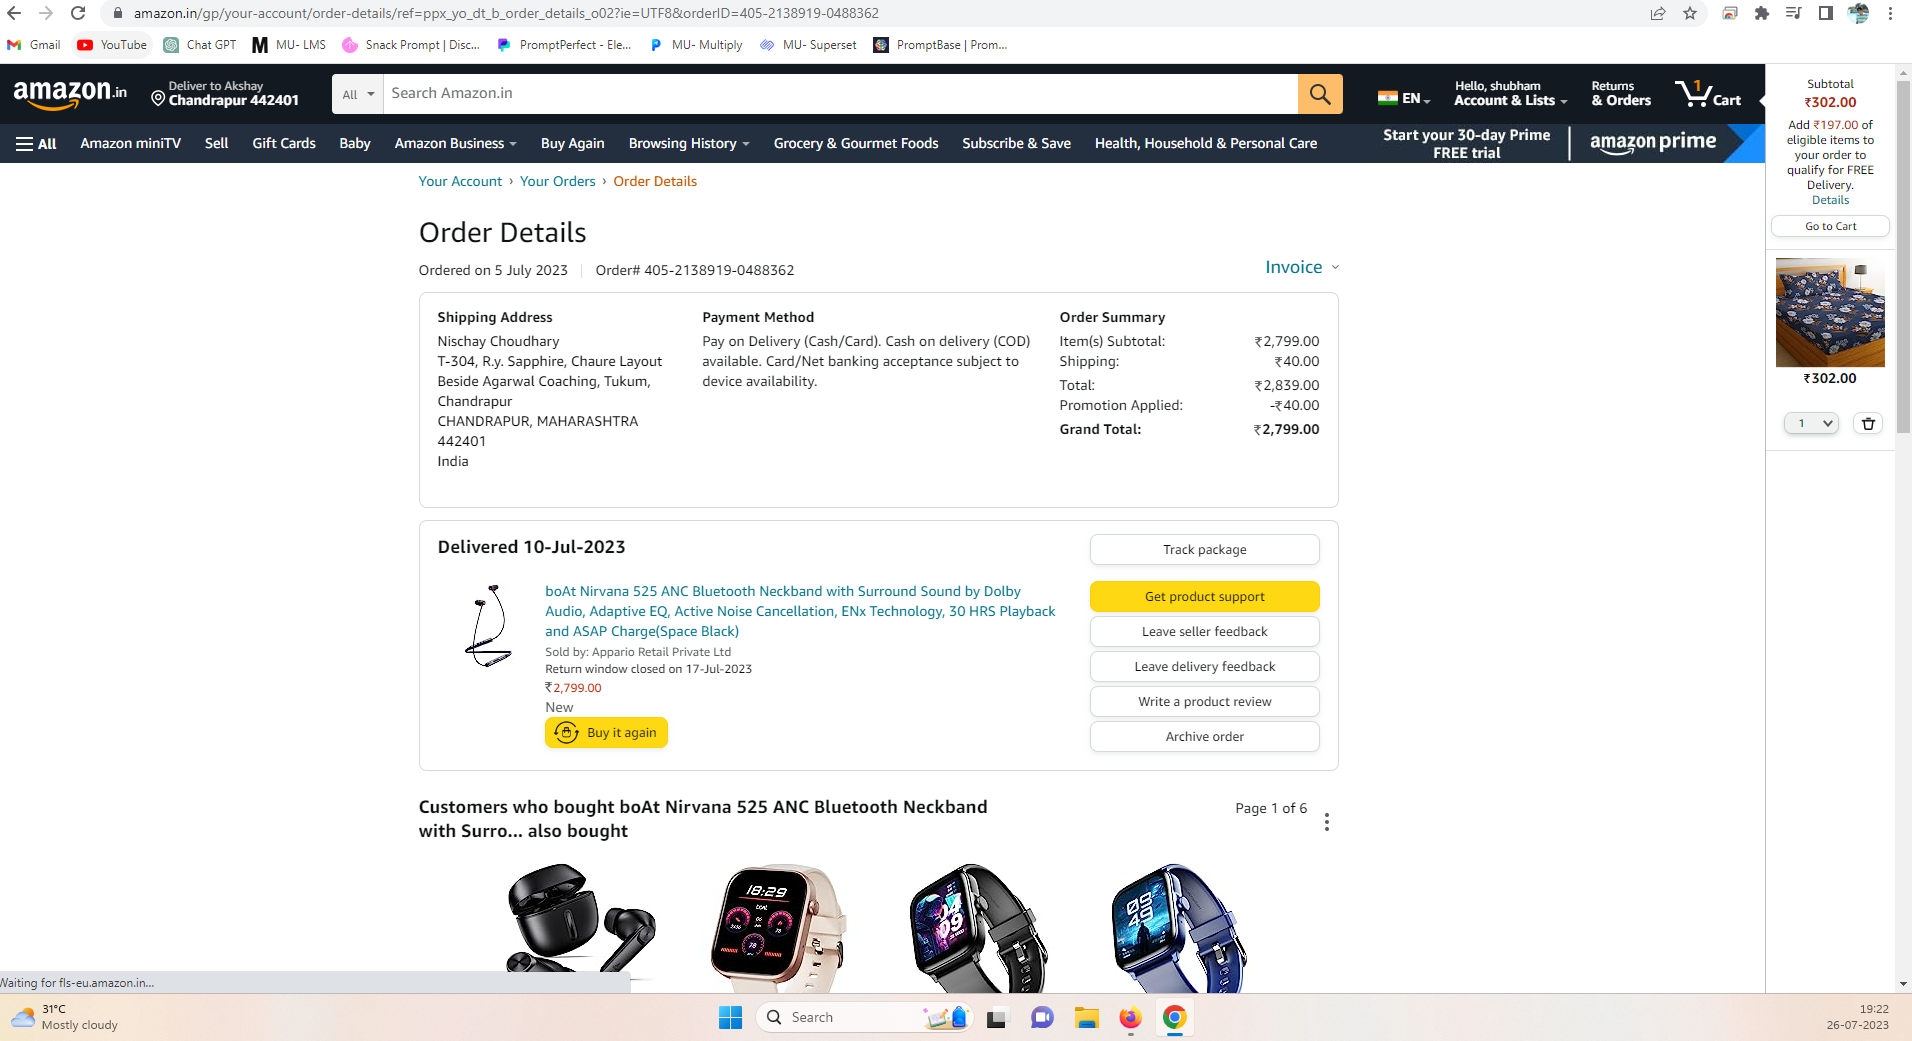 amazon.in/gp/your-account/order-details/ref=ppx_yo_dt_b_order_details_o02?ie=UTF8&orderID=405-2138919-0488362
Gmail YouTube Chat GPT MU- LMS Snack Prompt | Disc... PromptPerfect - Ele... MU- Multiply MU- Superset PromptBase | Prom...
amazon.in
Deliver to Akshay
Chandrapur 442401
All
Search Amazon.in
EN
Hello, shubham
Account & Lists
Returns
& Orders
1
Cart
All Amazon miniTV Sell Gift Cards Baby Amazon Business Buy Again Browsing History Grocery & Gourmet Foods Subscribe & Save Health, Household & Personal Care
Start your 30-day Prime
FREE trial
amazon prime
Subtotal
₹302.00
Add ₹197.00 of
eligible items to
your order to
qualify for FREE
Delivery.
Details
Go to Cart
₹302.00
1
Your Account › Your Orders › Order Details
Order Details
Ordered on 5 July 2023 Order# 405-2138919-0488362
Invoice
Shipping Address
Nischay Choudhary
T-304, R.y. Sapphire, Chaure Layout
Beside Agarwal Coaching, Tukum,
Chandrapur
CHANDRAPUR, MAHARASHTRA
442401
India
Payment Method
Pay on Delivery (Cash/Card). Cash on delivery (COD)
available. Card/Net banking acceptance subject to
device availability.
Order Summary
Item(s) Subtotal: ₹2,799.00
Shipping: ₹40.00
Total: ₹2,839.00
Promotion Applied: -₹40.00
Grand Total: ₹2,799.00
Delivered 10-Jul-2023
boAt Nirvana 525 ANC Bluetooth Neckband with Surround Sound by Dolby
Audio, Adaptive EQ, Active Noise Cancellation, ENx Technology, 30 HRS Playback
and ASAP Charge(Space Black)
Sold by: Appario Retail Private Ltd
Return window closed on 17-Jul-2023
₹2,799.00
New
Buy it again
Track package
Get product support
Leave seller feedback
Leave delivery feedback
Write a product review
Archive order
Customers who bought boAt Nirvana 525 ANC Bluetooth Neckband
with Surro... also bought
Page 1 of 6
18:29
Waiting for fls-eu.amazon.in...
31°C
Mostly cloudy
Search
19:22
26-07-2023